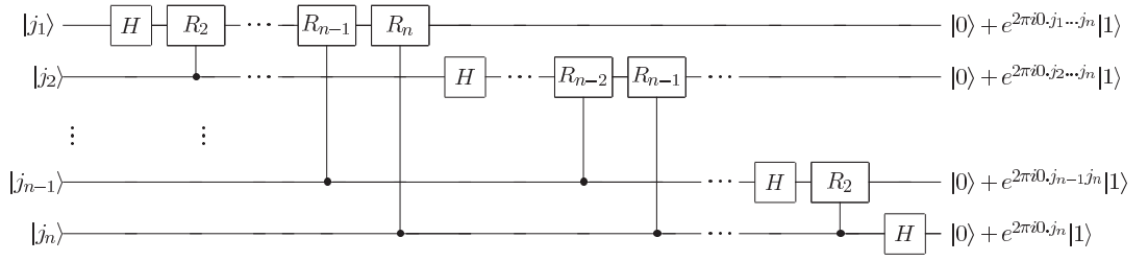 |j₁⟩ H R₂ ⋯ Rₙ₋₁ Rₙ |0⟩ + e^{2πi0.j₁…jₙ}|1⟩
|j₂⟩ ⋯ H ⋯ Rₙ₋₂ Rₙ₋₁ ⋯ |0⟩ + e^{2πi0.j₂…jₙ}|1⟩
⋮ ⋮
|jₙ₋₁⟩ ⋯ H R₂ |0⟩ + e^{2πi0.jₙ₋₁jₙ}|1⟩
|jₙ⟩ ⋯ H |0⟩ + e^{2πi0.jₙ}|1⟩